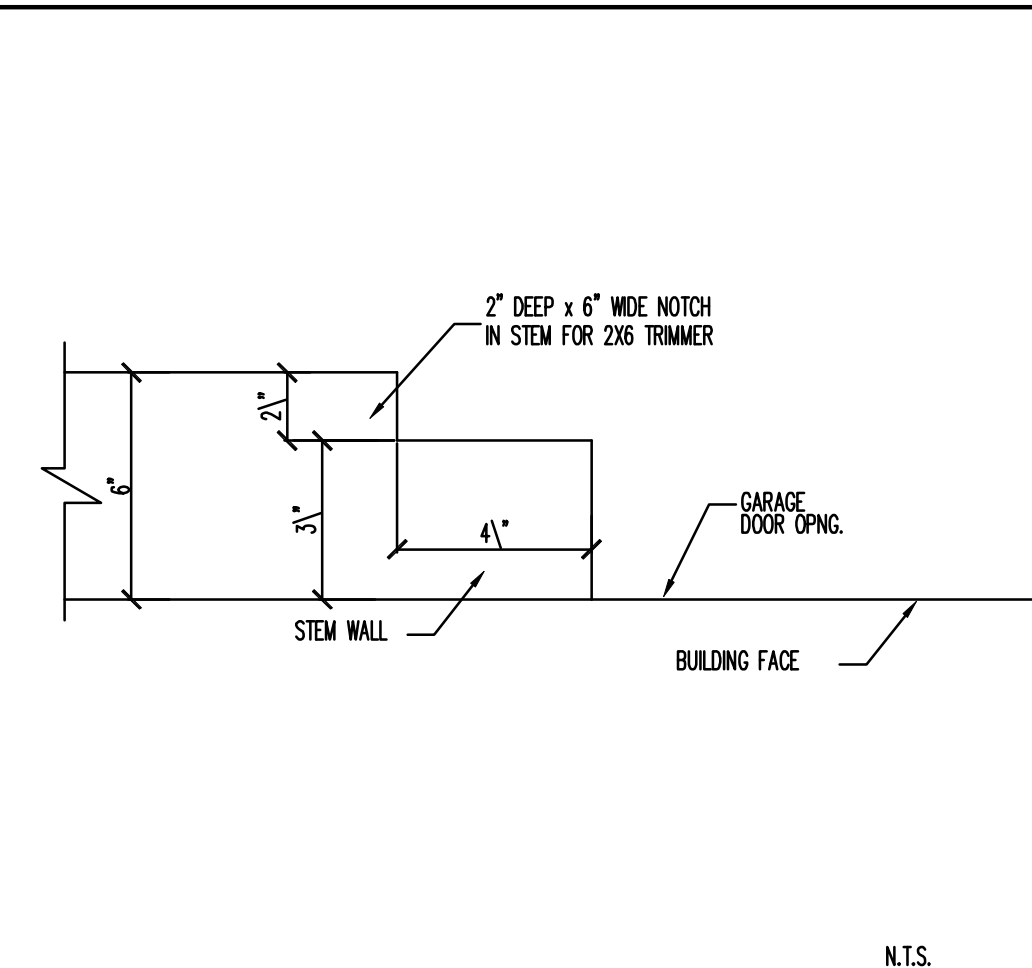 2" DEEP x 6" WIDE NOTCH
IN STEM FOR 2X6 TRIMMER
2\"
6"
3\"
4\"
GARAGE
DOOR OPNG.
STEM WALL
BUILDING FACE
N.T.S.